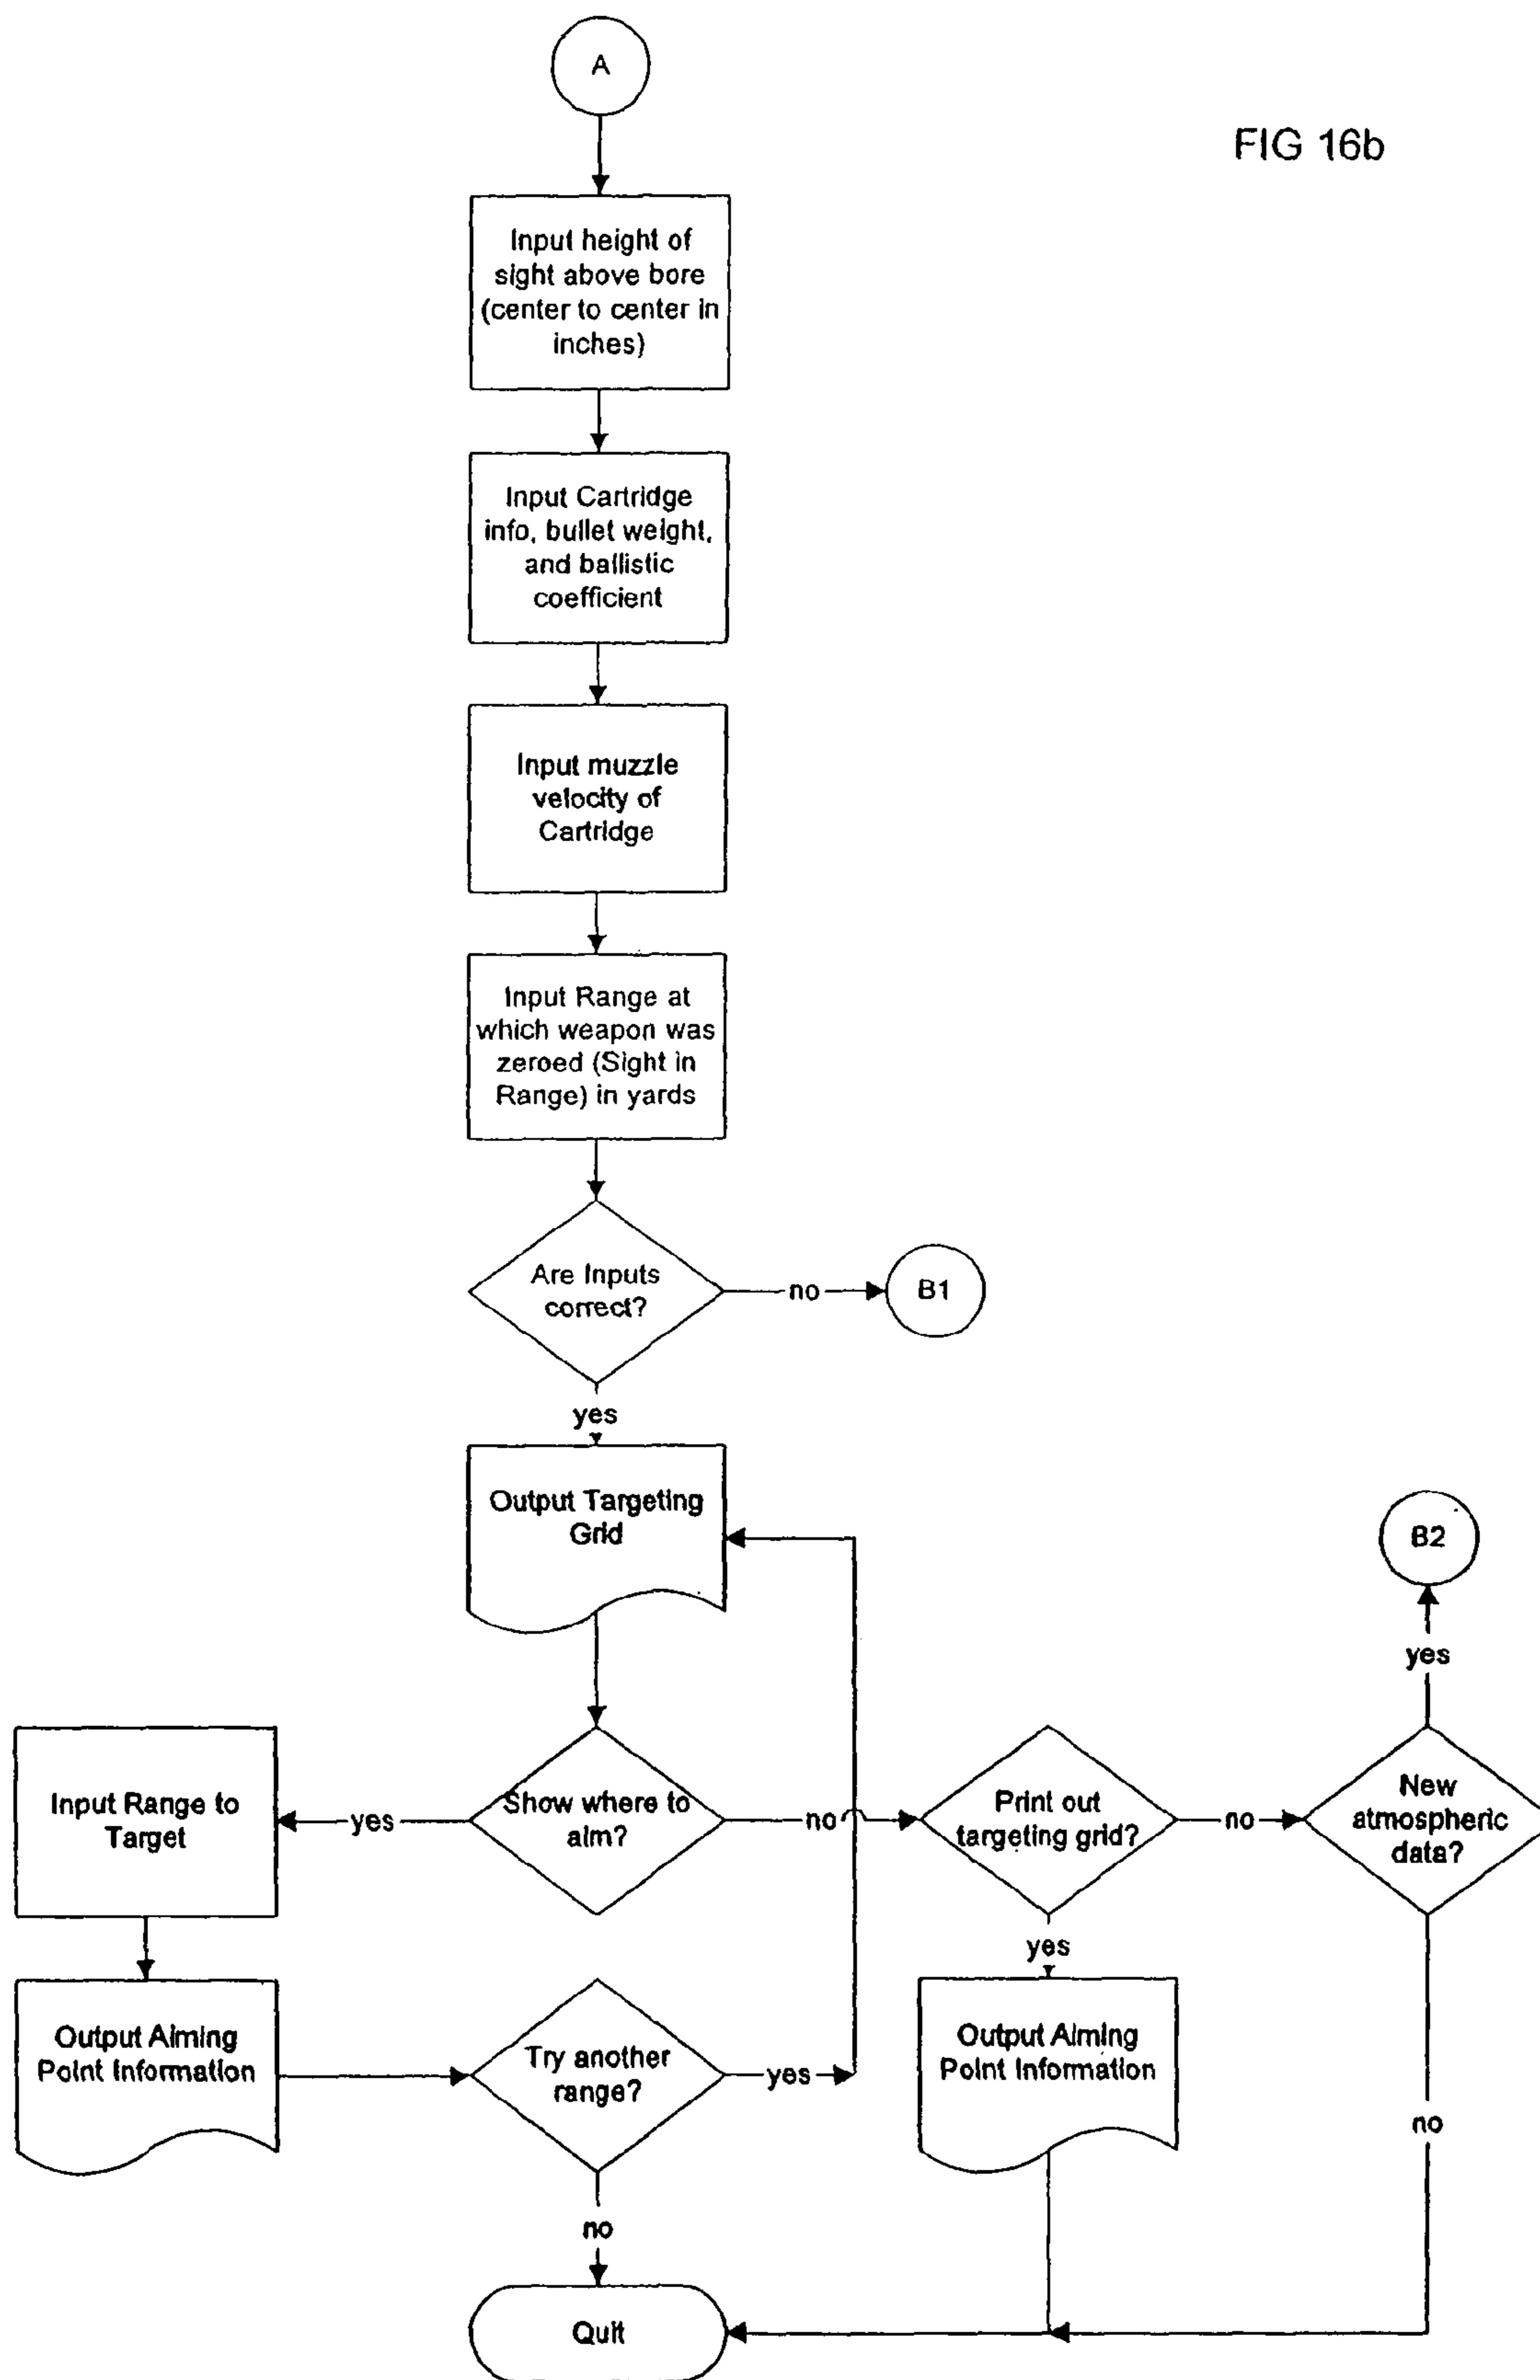 A
FIG 16b
Input height of
sight above bore
(center to center in
inches)
Input Cartridge
info, bullet weight,
and ballistic
coefficient
Input muzzle
velocity of
Cartridge
Input Range at
which weapon was
zeroed (Sight in
Range) in yards
Are Inputs
correct?
no
B1
yes
Output Targeting
Grid
B2
yes
Input Range to
Target
yes
Show where to
aim?
no
Print out
targeting grid?
no
New
atmospheric
data?
yes
Output Aiming
Point Information
Try another
range?
yes
Output Aiming
Point Information
no
no
Quit